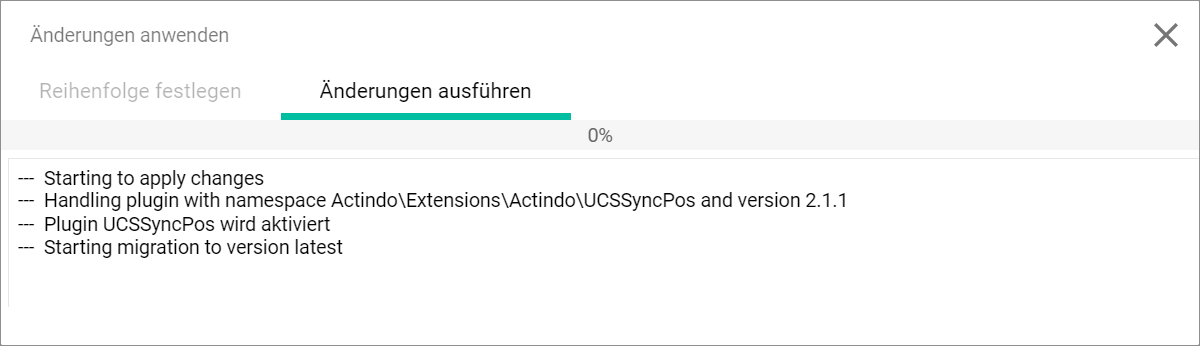 Änderungen anwenden
Reihenfolge festlegen
Änderungen ausführen
0%
--- Starting to apply changes
--- Handling plugin with namespace Actindo\Extensions\Actindo\UCSSyncPos and version 2.1.1
--- Plugin UCSSyncPos wird aktiviert
--- Starting migration to version latest